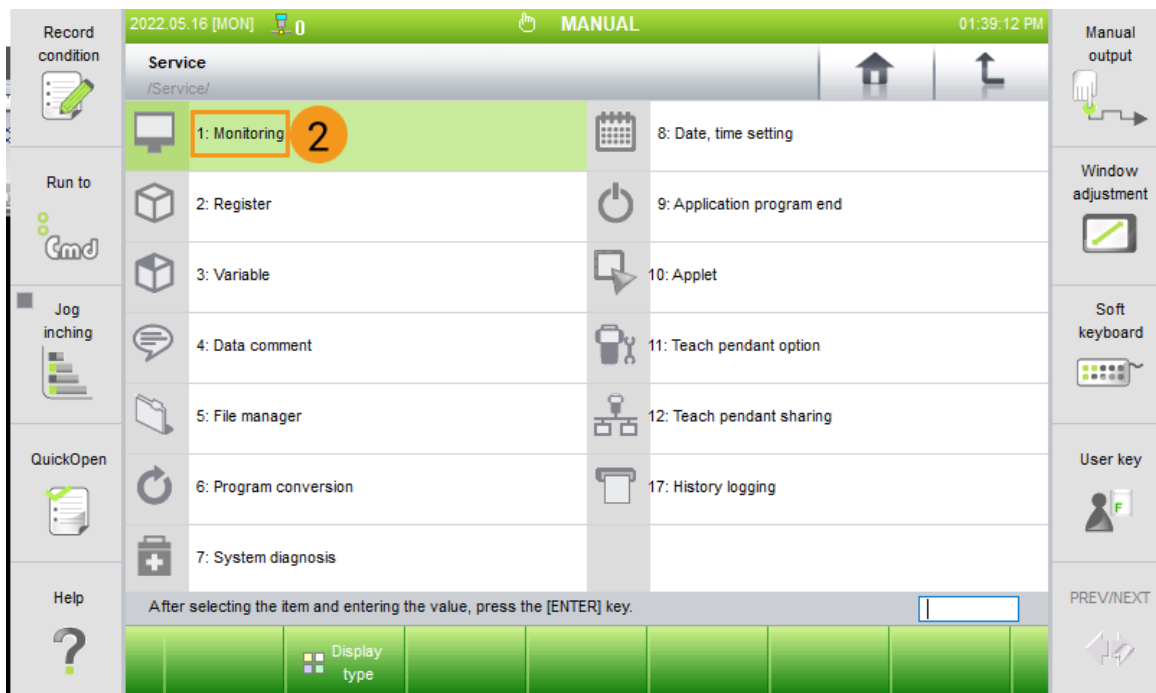 Record
condition
Run to
Cmd
Jog
inching
QuickOpen
Help
2022.05.16 [MON] 0 MANUAL 01:39:12 PM
Service
/Service/
1: Monitoring 2
2: Register
3: Variable
4: Data comment
5: File manager
6: Program conversion
7: System diagnosis
8: Date, time setting
9: Application program end
10: Applet
11: Teach pendant option
12: Teach pendant sharing
17: History logging
After selecting the item and entering the value, press the [ENTER] key.
Display
type
Manual
output
Window
adjustment
Soft
keyboard
User key
F
PREV/NEXT